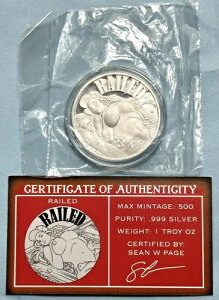 RAILED
CERTIFICATE OF AUTHENTICITY
RAILED
RAILED
MAX MINTAGE: 500
PURITY: .999 SILVER
WEIGHT: 1 TROY OZ
CERTIFIED BY:
SEAN W PAGE